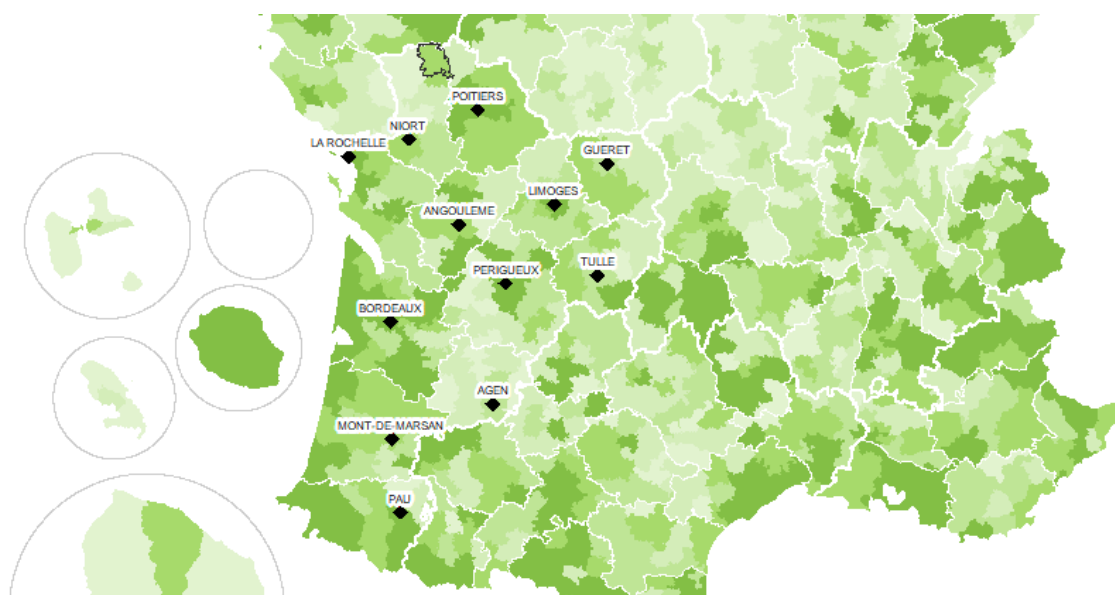 POITIERS
NIORT
LA ROCHELLE
GUERET
LIMOGES
ANGOULEME
TULLE
PERIGUEUX
BORDEAUX
AGEN
MONT-DE-MARSAN
PAU